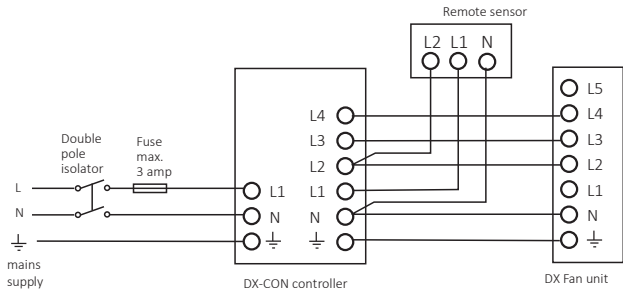 Remote sensor
L2 L1 N
L4
L3
L2
L1
N
L5
L4
L3
L2
L1
N
Double
pole
isolator
Fuse
max.
3 amp
L
N
L1
N
mains
supply
DX-CON controller
DX Fan unit